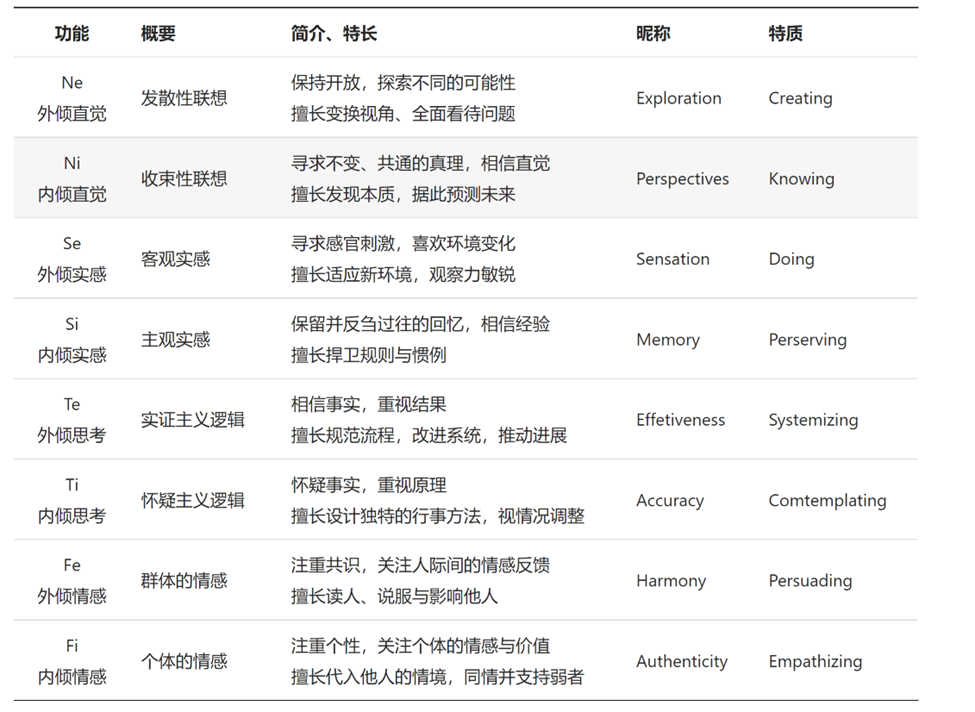 功能 概要 简介、特长 昵称 特质
Ne
外倾直觉
发散性联想
保持开放，探索不同的可能性
擅长变换视角、全面看待问题
Exploration
Creating
Ni
内倾直觉
收束性联想
寻求不变、共通的真理，相信直觉
擅长发现本质，据此预测未来
Perspectives
Knowing
Se
外倾实感
客观实感
寻求感官刺激，喜欢环境变化
擅长适应新环境，观察力敏锐
Sensation
Doing
Si
内倾实感
主观实感
保留并反刍过往的回忆，相信经验
擅长捍卫规则与惯例
Memory
Perserving
Te
外倾思考
实证主义逻辑
相信事实，重视结果
擅长规范流程，改进系统，推动进展
Effetiveness
Systemizing
Ti
内倾思考
怀疑主义逻辑
怀疑事实，重视原理
擅长设计独特的行事方法，视情况调整
Accuracy
Comtemplating
Fe
外倾情感
群体的情感
注重共识，关注人际间的情感反馈
擅长读人、说服与影响他人
Harmony
Persuading
Fi
内倾情感
个体的情感
注重个性，关注个体的情感与价值
擅长代入他人的情境，同情并支持弱者
Authenticity
Empathizing